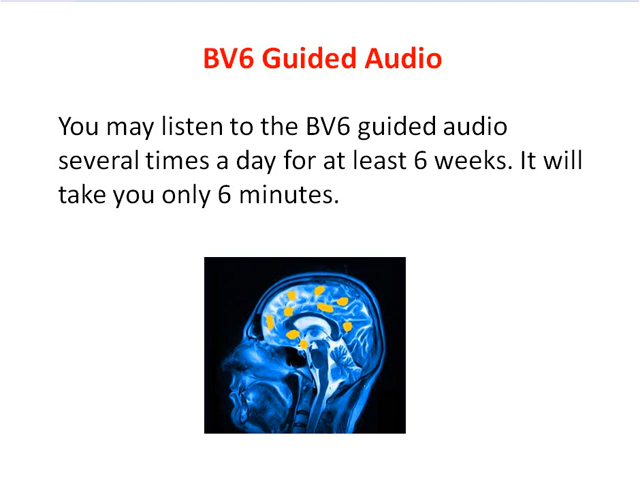 BV6 Guided Audio
You may listen to the BV6 guided audio
several times a day for at least 6 weeks. It will
take you only 6 minutes.